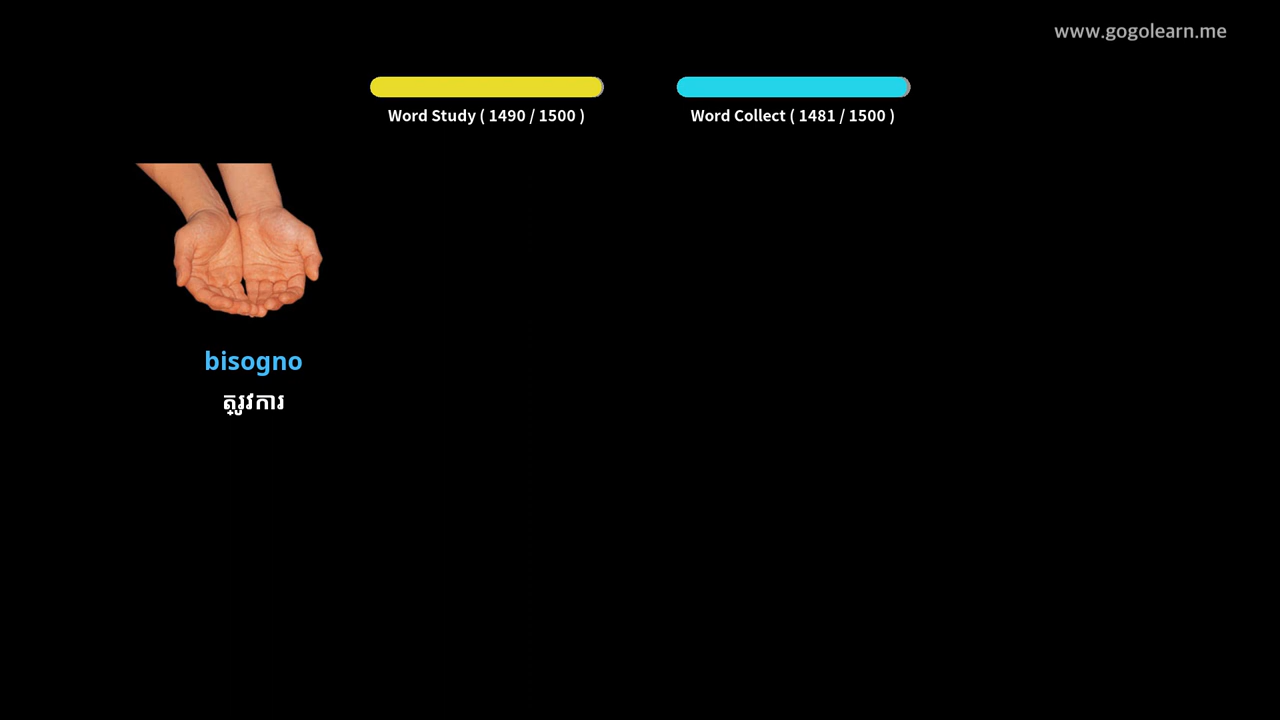 www.gogolearn.me
Word Study ( 1490 / 1500 )
Word Collect ( 1481 / 1500 )
bisogno
ត្រូវការ